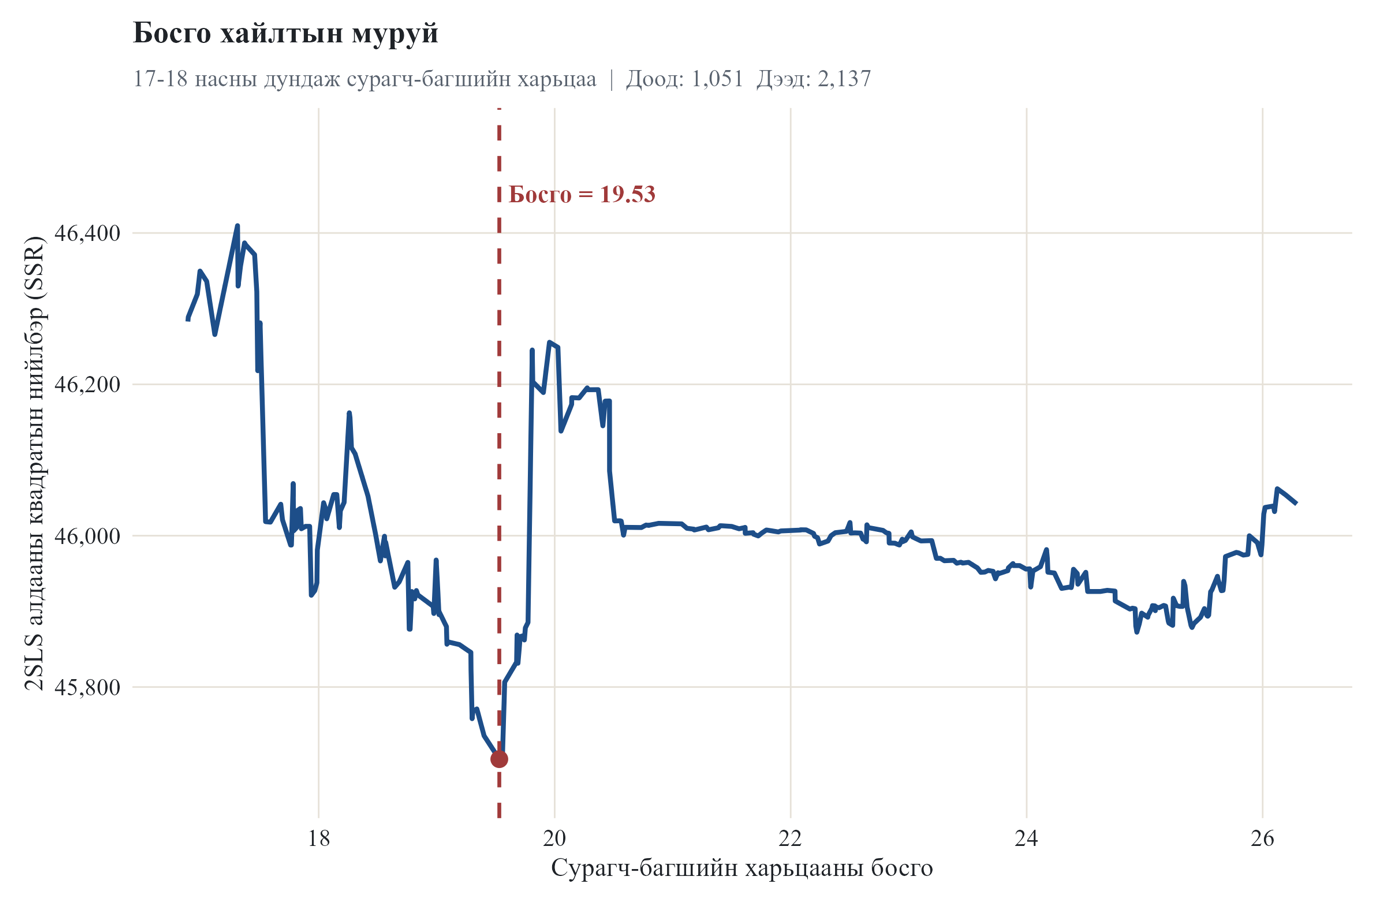 Босго хайлтын муруй
17-18 насны дундаж сурагч-багшийн харьцаа | Доод: 1,051 Дээд: 2,137
Босго = 19.53
2SLS алдааны квадратын нийлбэр (SSR)
46,400
46,200
46,000
45,800
18 20 22 24 26
Сурагч-багшийн харьцааны босго